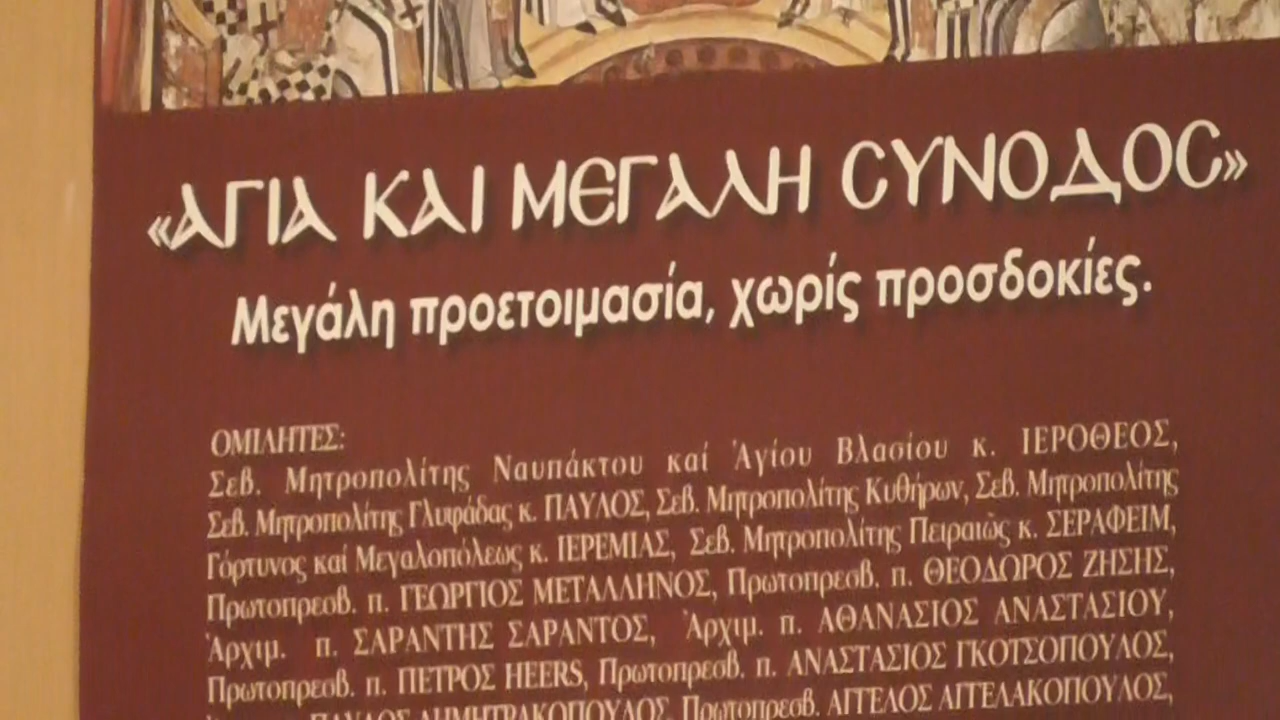 «ΑΓΙΑ ΚΑΙ ΜΕΓΑΛΗ ΣΥΝΟΔΟΣ»
Μεγάλη προετοιμασία, χωρίς προσδοκίες.
ΟΜΙΛΗΤΕΣ:
Σεβ. Μητροπολίτης Ναυπάκτου καί Ἁγίου Βλασίου κ. ΙΕΡΟΘΕΟΣ,
Σεβ. Μητροπολίτης Γλυφάδας κ. ΠΑΥΛΟΣ, Σεβ. Μητροπολίτης Κυθήρων, Σεβ. Μητροπολίτης
Γόρτυνος καί Μεγαλοπόλεως κ. ΙΕΡΕΜΙΑΣ, Σεβ. Μητροπολίτης Πειραιῶς κ. ΣΕΡΑΦΕΙΜ,
Πρωτοπρεσβ. π. ΓΕΩΡΓΙΟΣ ΜΕΤΑΛΛΗΝΟΣ, Πρωτοπρεσβ. π. ΘΕΟΔΩΡΟΣ ΖΗΣΗΣ,
Ἀρχιμ. π. ΣΑΡΑΝΤΗΣ ΣΑΡΑΝΤΟΣ, Ἀρχιμ. π. ΑΘΑΝΑΣΙΟΣ ΑΝΑΣΤΑΣΙΟΥ,
Πρωτοπρεσβ. π. ΠΕΤΡΟΣ HEERS, Πρωτοπρεσβ. π. ΑΝΑΣΤΑΣΙΟΣ ΓΚΟΤΣΟΠΟΥΛΟΣ,
ΠΑΥΛΟΣ ΔΗΜΗΤΡΑΚΟΠΟΥΛΟΣ, Πρωτοπρεσβ. ΑΓΓΕΛΟΣ ΑΓΓΕΛΑΚΟΠΟΥΛΟΣ,